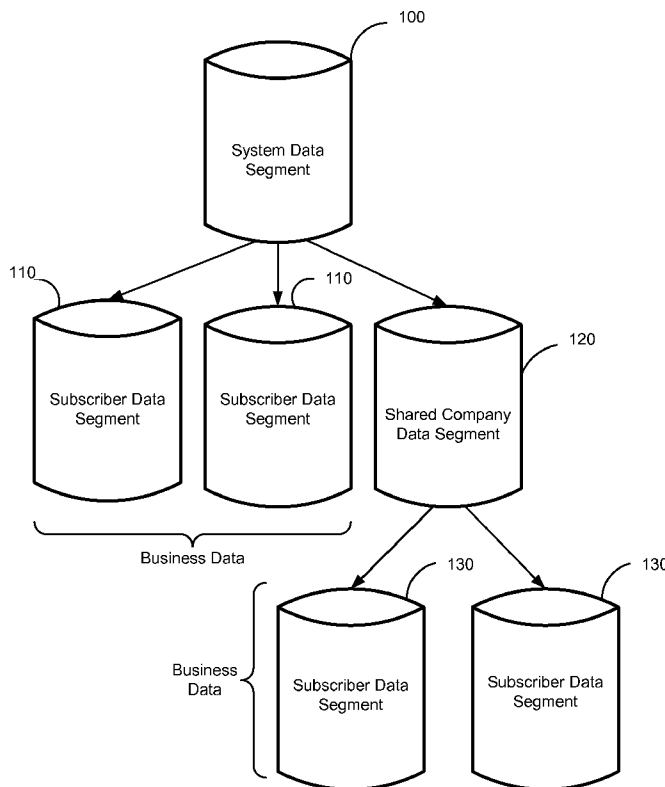 100
System Data
Segment
110
110
120
Subscriber Data
Segment
Subscriber Data
Segment
Shared Company
Data Segment
Business Data
130
130
Business
Data
Subscriber Data
Segment
Subscriber Data
Segment